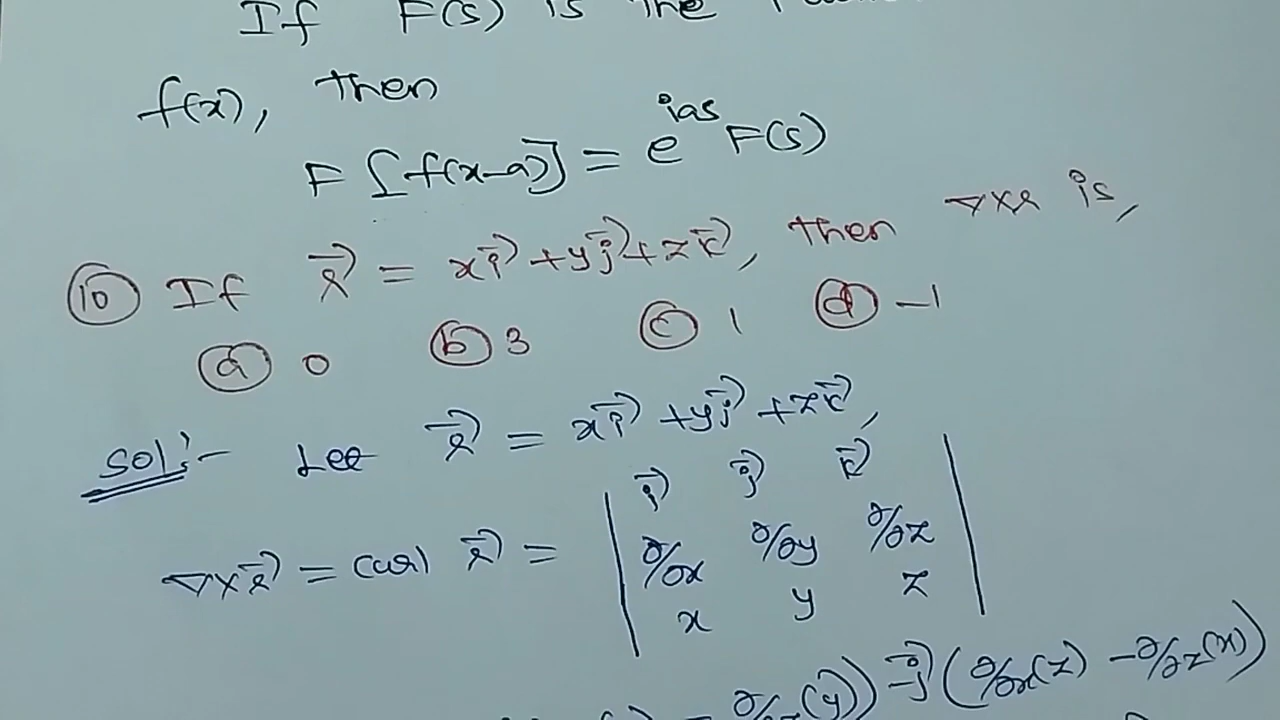 If F(s) is the
f(x), then
F[f(x-a)] = e^{ias} F(s)
⑩ If r⃗ = xi⃗ + yj⃗ + zk⃗, then ∇×r is,
ⓐ 0 ⓑ 3 ⓒ 1 ⓓ -1
Sol:- Let r⃗ = xi⃗ + yj⃗ + zk⃗,
i⃗ j⃗ k⃗
∇×r⃗ = curl r⃗ = | ∂/∂x ∂/∂y ∂/∂z |
x y z
∂/∂z(y)) - j⃗ (∂/∂x(z) - ∂/∂z(x))